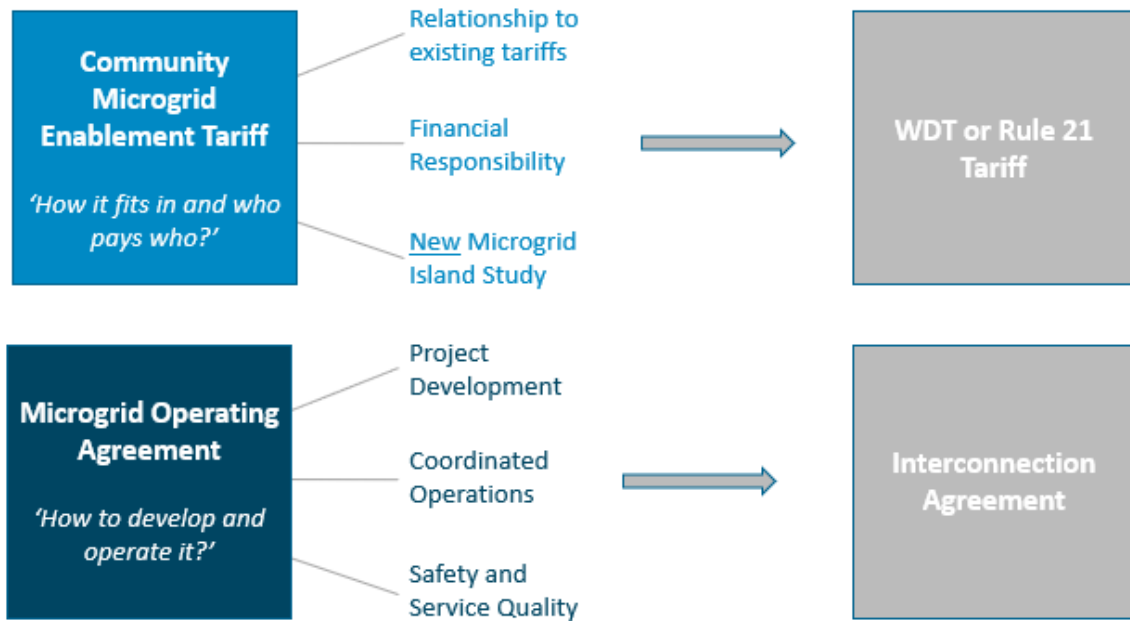 Community
Microgrid
Enablement Tariff
‘How it fits in and who
pays who?’
Relationship to
existing tariffs
Financial
Responsibility
New Microgrid
Island Study
WDT or Rule 21
Tariff
Microgrid Operating
Agreement
‘How to develop and
operate it?’
Project
Development
Coordinated
Operations
Safety and
Service Quality
Interconnection
Agreement